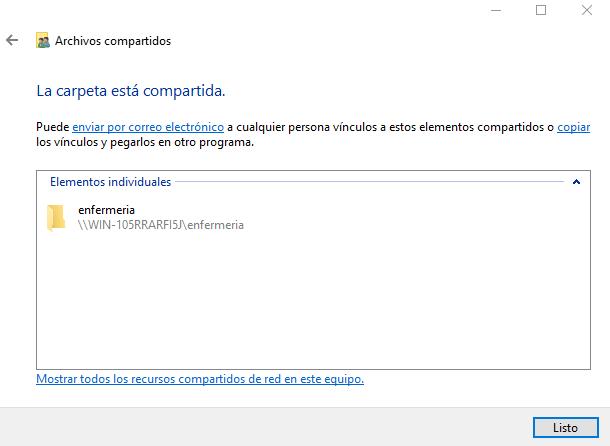 Archivos compartidos
La carpeta está compartida.
Puede enviar por correo electrónico a cualquier persona vínculos a estos elementos compartidos o copiar
los vínculos y pegarlos en otro programa.
Elementos individuales
enfermeria
\\WIN-105RRARFI5J\enfermeria
Mostrar todos los recursos compartidos de red en este equipo.
Listo